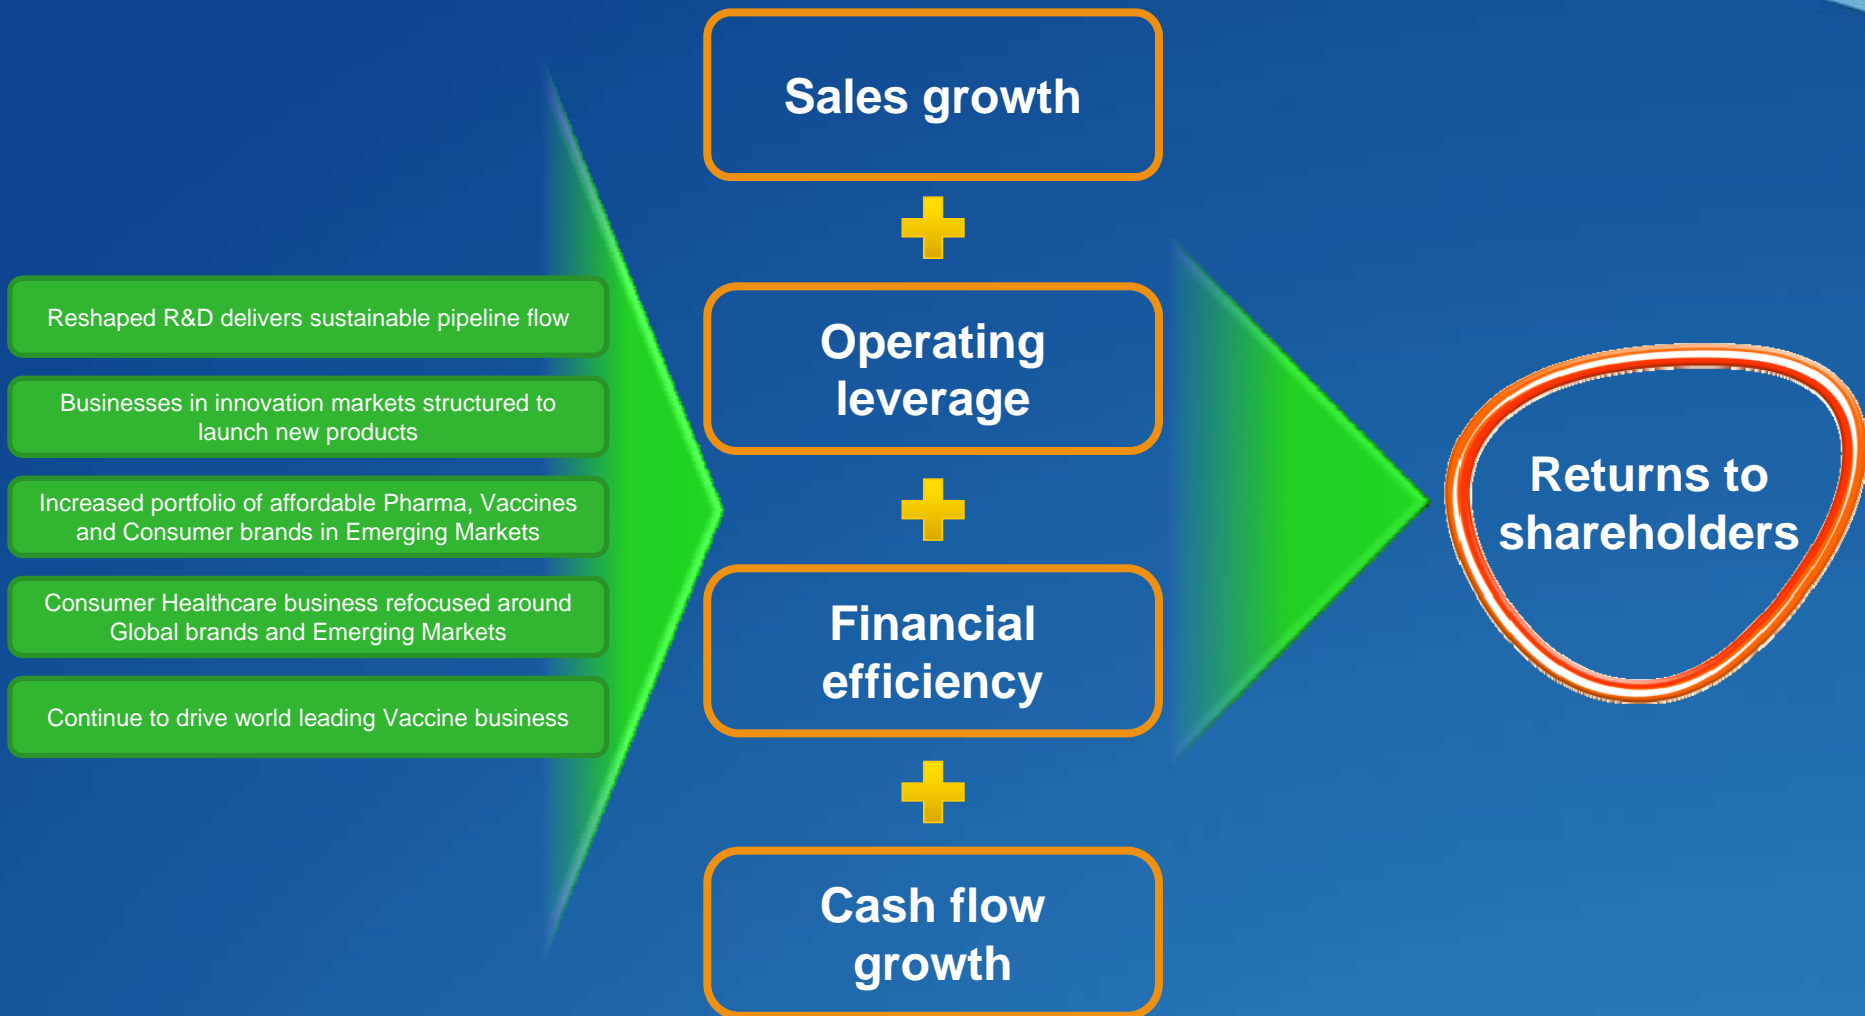 Reshaped R&D delivers sustainable pipeline flow
Businesses in innovation markets structured to
launch new products
Increased portfolio of affordable Pharma, Vaccines
and Consumer brands in Emerging Markets
Consumer Healthcare business refocused around
Global brands and Emerging Markets
Continue to drive world leading Vaccine business
Sales growth
Operating
leverage
Financial
efficiency
Cash flow
growth
Returns to
shareholders